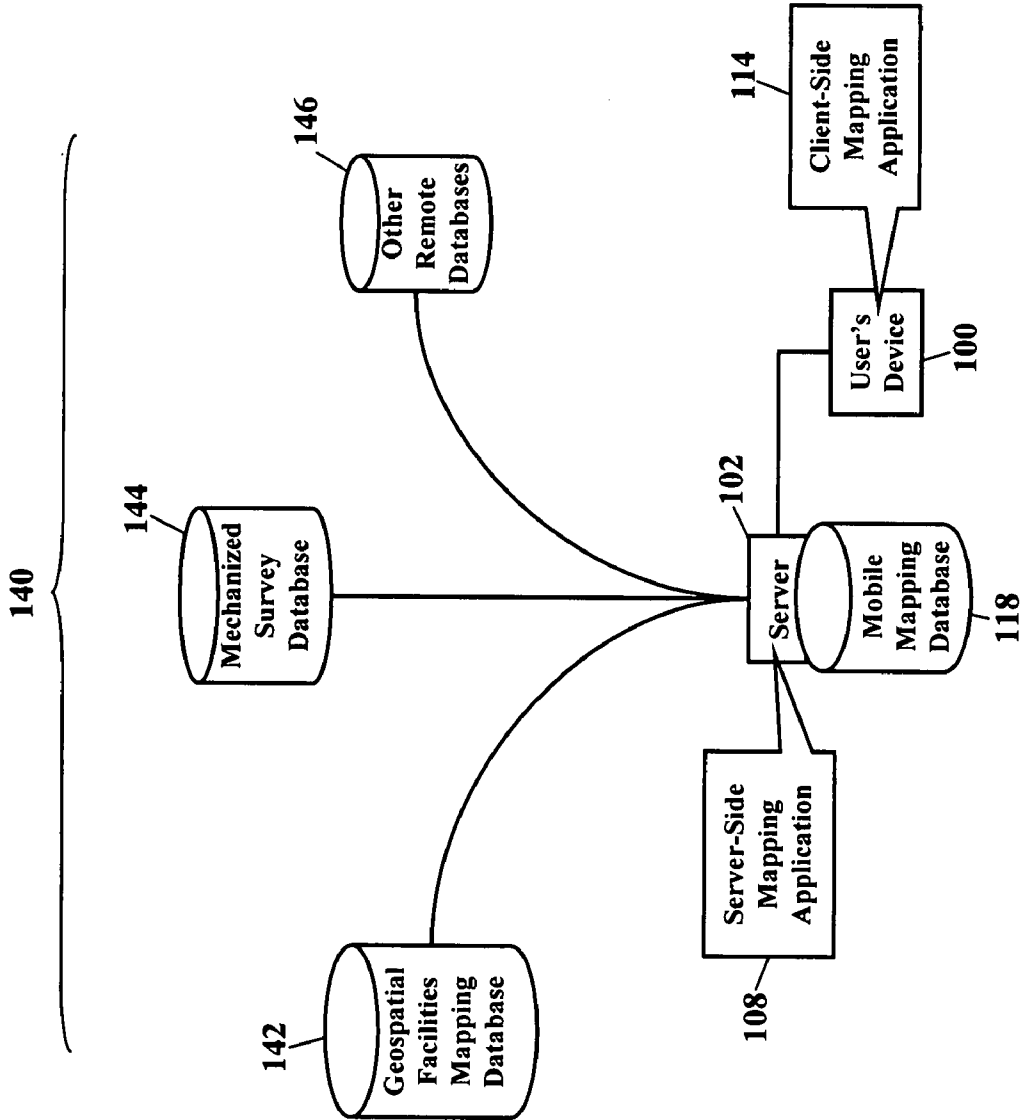 140
142
Geospatial
Facilities
Mapping
Database
144
Mechanized
Survey
Database
146
Other
Remote
Databases
108
Server-Side
Mapping
Application
102
Server
Mobile
Mapping
Database
118
User's
Device
100
114
Client-Side
Mapping
Application